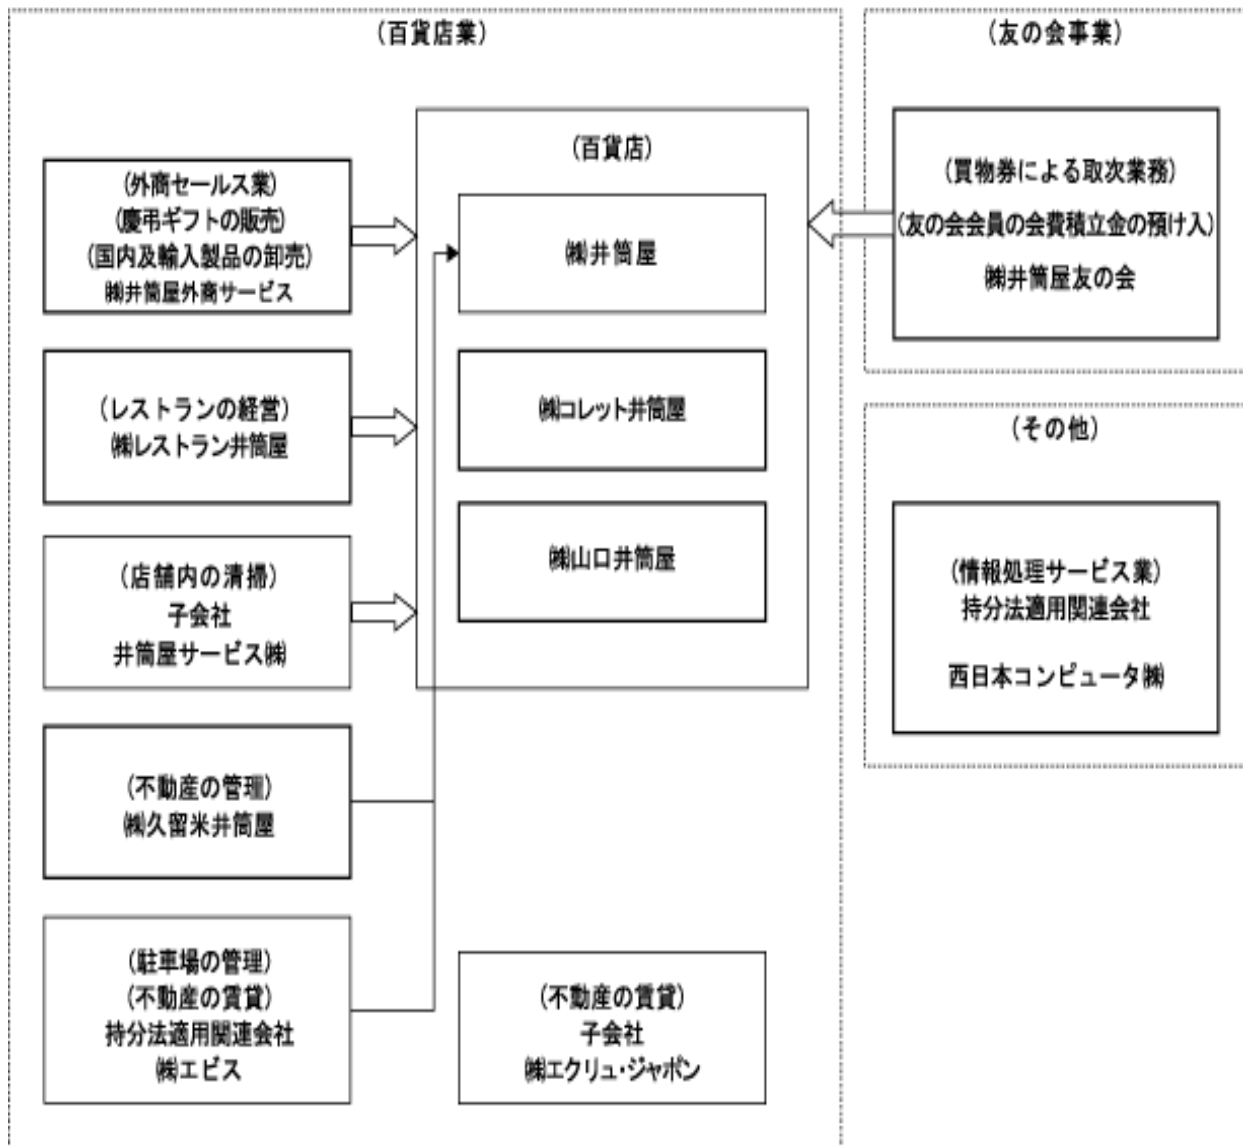 (百貨店業)
(外商セールス業)
(慶弔ギフトの販売)
(国内及輸入製品の卸売)
㈱井筒屋外商サービス
(レストランの経営)
㈱レストラン井筒屋
(店舗内の清掃)
子会社
井筒屋サービス㈱
(不動産の管理)
㈱久留米井筒屋
(駐車場の管理)
(不動産の賃貸)
持分法適用関連会社
㈱エビス
(百貨店)
㈱井筒屋
㈱コレット井筒屋
㈱山口井筒屋
(不動産の賃貸)
子会社
㈱エクリュ・ジャポン
(友の会事業)
(買物券による取次業務)
(友の会会員の会費積立金の預け入)
㈱井筒屋友の会
(その他)
(情報処理サービス業)
持分法適用関連会社
西日本コンピュータ㈱